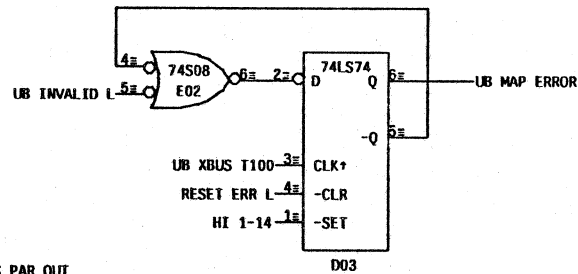 4 74S08 6 2 74LS74
D Q 6 UB MAP ERROR
UB INVALID L 5 E02
-Q 5
UB XBUS T100 3 CLK↑
RESET ERR L 4 -CLR
HI 1-14 1 -SET
D03
PAR OUT